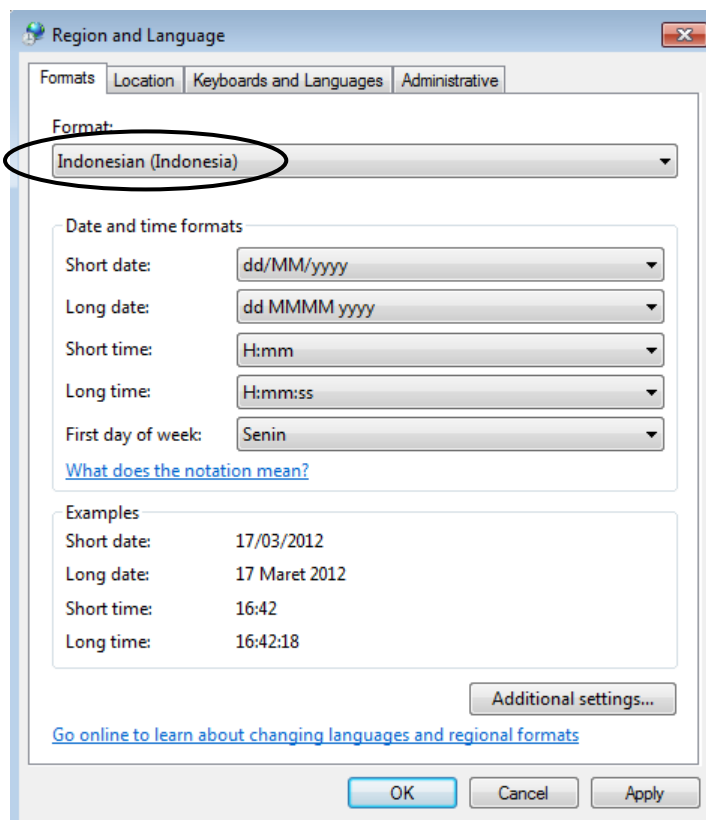 Region and Language
Formats Location Keyboards and Languages Administrative
Format:
Indonesian (Indonesia)
Date and time formats
Short date: dd/MM/yyyy
Long date: dd MMMM yyyy
Short time: H:mm
Long time: H:mm:ss
First day of week: Senin
What does the notation mean?
Examples
Short date: 17/03/2012
Long date: 17 Maret 2012
Short time: 16:42
Long time: 16:42:18
Additional settings...
Go online to learn about changing languages and regional formats
OK Cancel Apply